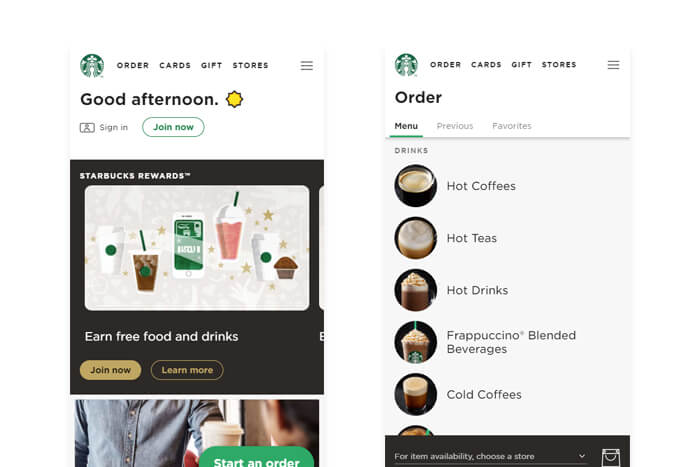 ORDER CARDS GIFT STORES
Good afternoon.
Sign in
Join now
STARBUCKS REWARDS™
Earn free food and drinks
Join now
Learn more
Start an order
ORDER CARDS GIFT STORES
Order
Menu Previous Favorites
DRINKS
Hot Coffees
Hot Teas
Hot Drinks
Frappuccino® Blended
Beverages
Cold Coffees
For item availability, choose a store